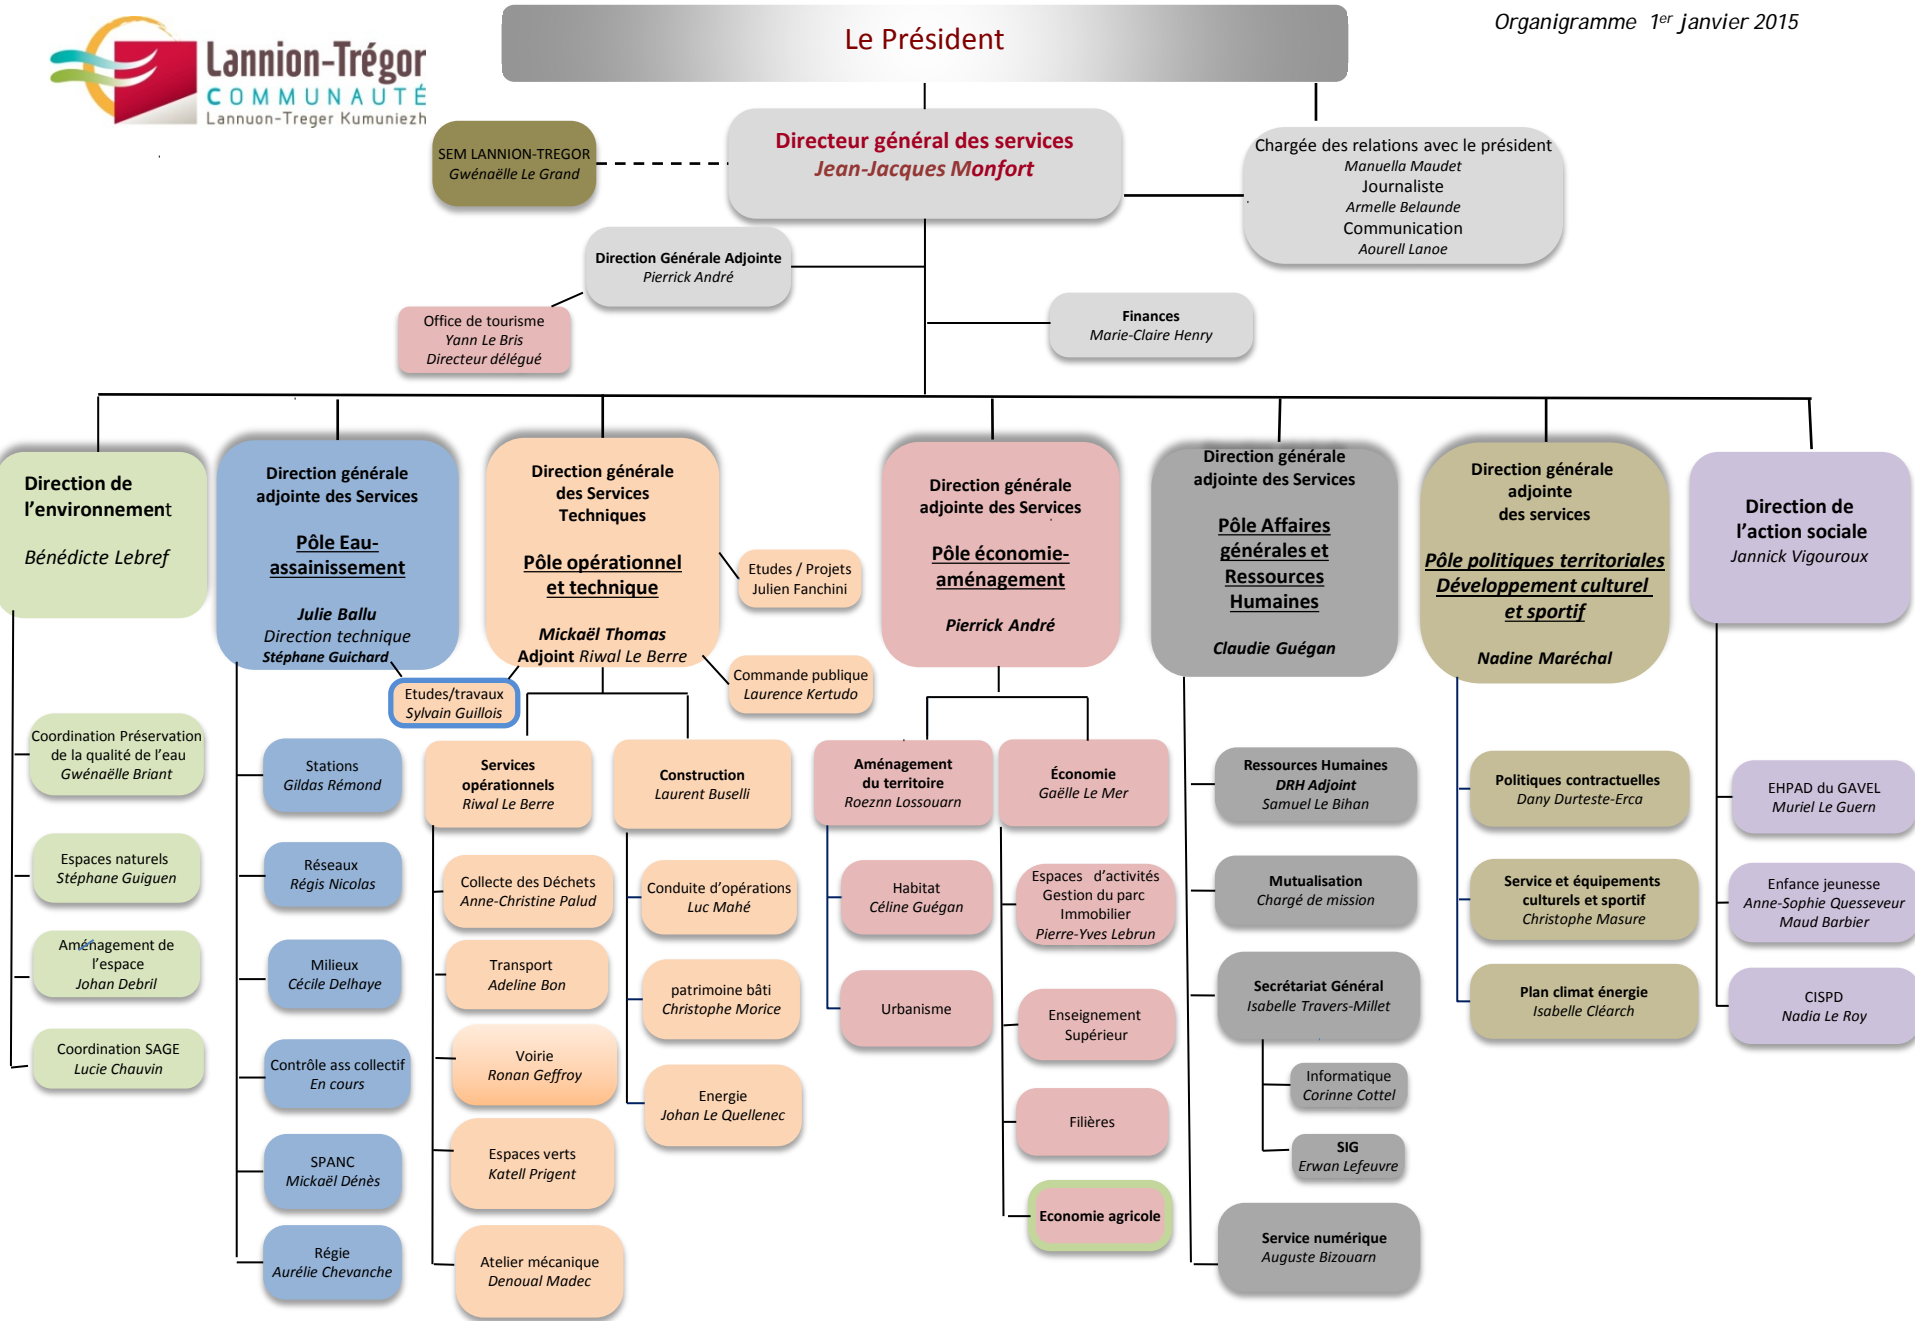 Organigramme 1er janvier 2015
Lannion-Trégor
COMMUNAUTÉ
Lannuon-Treger Kumuniezh
Le Président
Directeur général des services
Jean-Jacques Monfort
SEM LANNION-TREGOR
Gwénaëlle Le Grand
Chargée des relations avec le président
Manuella Maudet
Journaliste
Armelle Belaunde
Communication
Aourell Lanoe
Direction Générale Adjointe
Pierrick André
Office de tourisme
Yann Le Bris
Directeur délégué
Finances
Marie-Claire Henry
Direction de
l'environnement
Bénédicte Lebref
Coordination Préservation
de la qualité de l'eau
Gwénaëlle Briant
Espaces naturels
Stéphane Guiguen
Aménagement de
l'espace
Johan Debril
Coordination SAGE
Lucie Chauvin
Direction générale
adjointe des Services
Pôle Eau-
assainissement
Julie Ballu
Direction technique
Stéphane Guichard
Etudes/travaux
Sylvain Guillois
Stations
Gildas Rémond
Réseaux
Régis Nicolas
Milieux
Cécile Delhaye
Contrôle ass collectif
En cours
SPANC
Mickaël Dénès
Régie
Aurélie Chevanche
Direction générale
des Services
Techniques
Pôle opérationnel
et technique
Mickaël Thomas
Adjoint Riwal Le Berre
Etudes / Projets
Julien Fanchini
Commande publique
Laurence Kertudo
Services
opérationnels
Riwal Le Berre
Collecte des Déchets
Anne-Christine Palud
Transport
Adeline Bon
Voirie
Ronan Geffroy
Espaces verts
Katell Prigent
Atelier mécanique
Denoual Madec
Construction
Laurent Buselli
Conduite d'opérations
Luc Mahé
patrimoine bâti
Christophe Morice
Energie
Johan Le Quellenec
Direction générale
adjointe des Services
Pôle économie-
aménagement
Pierrick André
Aménagement
du territoire
Roeznn Lossouarn
Habitat
Céline Guégan
Urbanisme
Économie
Gaëlle Le Mer
Espaces d'activités
Gestion du parc
Immobilier
Pierre-Yves Lebrun
Enseignement
Supérieur
Filières
Economie agricole
Direction générale
adjointe des Services
Pôle Affaires
générales et
Ressources
Humaines
Claudie Guégan
Ressources Humaines
DRH Adjoint
Samuel Le Bihan
Mutualisation
Chargé de mission
Secrétariat Général
Isabelle Travers-Millet
Informatique
Corinne Cottel
SIG
Erwan Lefeuvre
Service numérique
Auguste Bizouarn
Direction générale
adjointe
des services
Pôle politiques territoriales
Développement culturel
et sportif
Nadine Maréchal
Politiques contractuelles
Dany Durteste-Erca
Service et équipements
culturels et sportif
Christophe Masure
Plan climat énergie
Isabelle Cléarch
Direction de
l'action sociale
Jannick Vigouroux
EHPAD du GAVEL
Muriel Le Guern
Enfance jeunesse
Anne-Sophie Quesseveur
Maud Barbier
CISPD
Nadia Le Roy